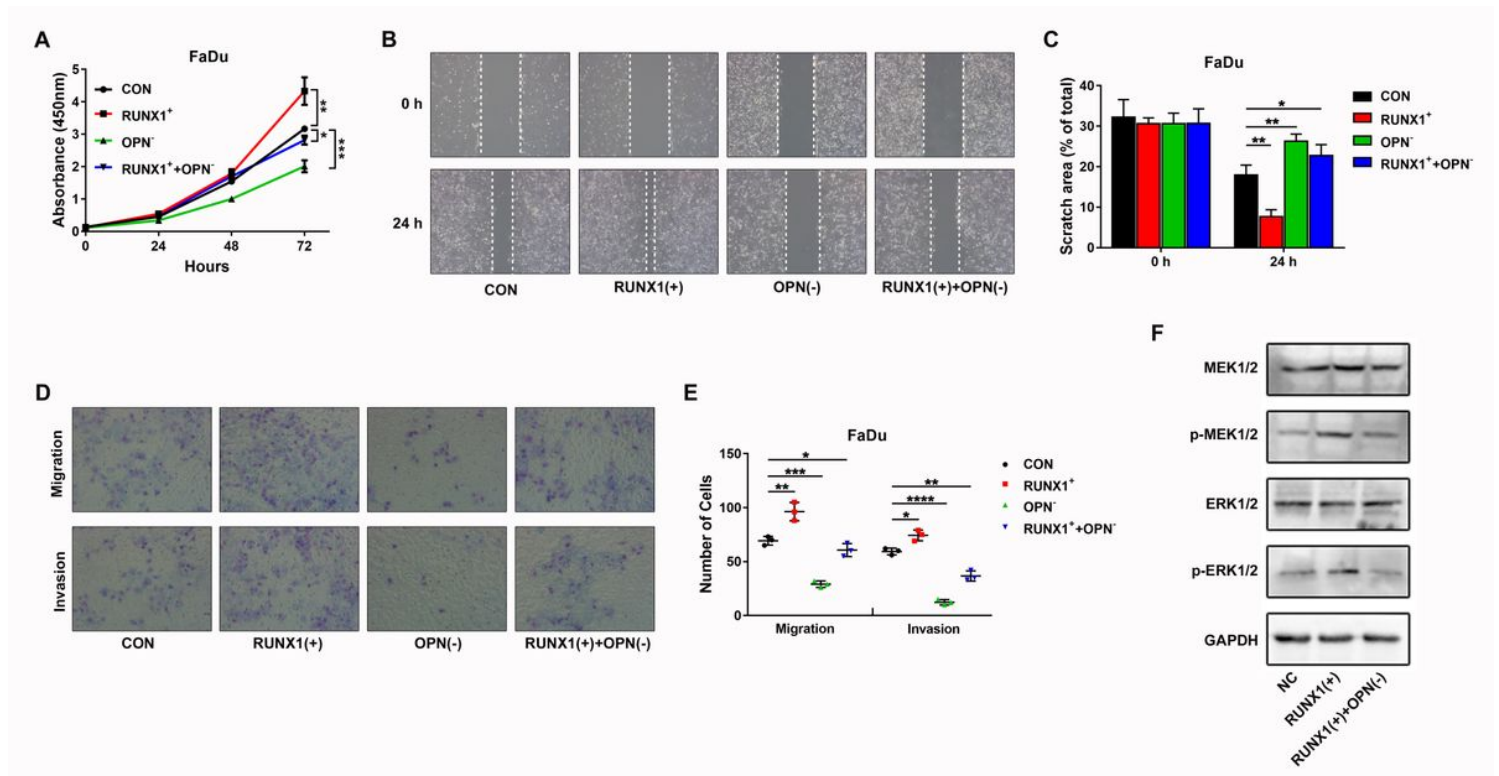 A
FaDu
Absorbance (450nm)
5
4
3
2
1
0
0
24
48
72
Hours
CON
RUNX1+
OPN-
RUNX1++OPN-
**
*
***
B
0 h
24 h
CON
RUNX1(+)
OPN(-)
RUNX1(+)+OPN(-)
C
FaDu
Scratch area (% of total)
40
30
20
10
0
0 h
24 h
*
**
**
CON
RUNX1+
OPN-
RUNX1++OPN-
D
Migration
Invasion
CON
RUNX1(+)
OPN(-)
RUNX1(+)+OPN(-)
E
FaDu
Number of Cells
150
100
50
0
*
***
**
**
****
*
Migration
Invasion
CON
RUNX1+
OPN-
RUNX1++OPN-
F
MEK1/2
p-MEK1/2
ERK1/2
p-ERK1/2
GAPDH
NC
RUNX1(+)
RUNX1(+)+OPN(-)